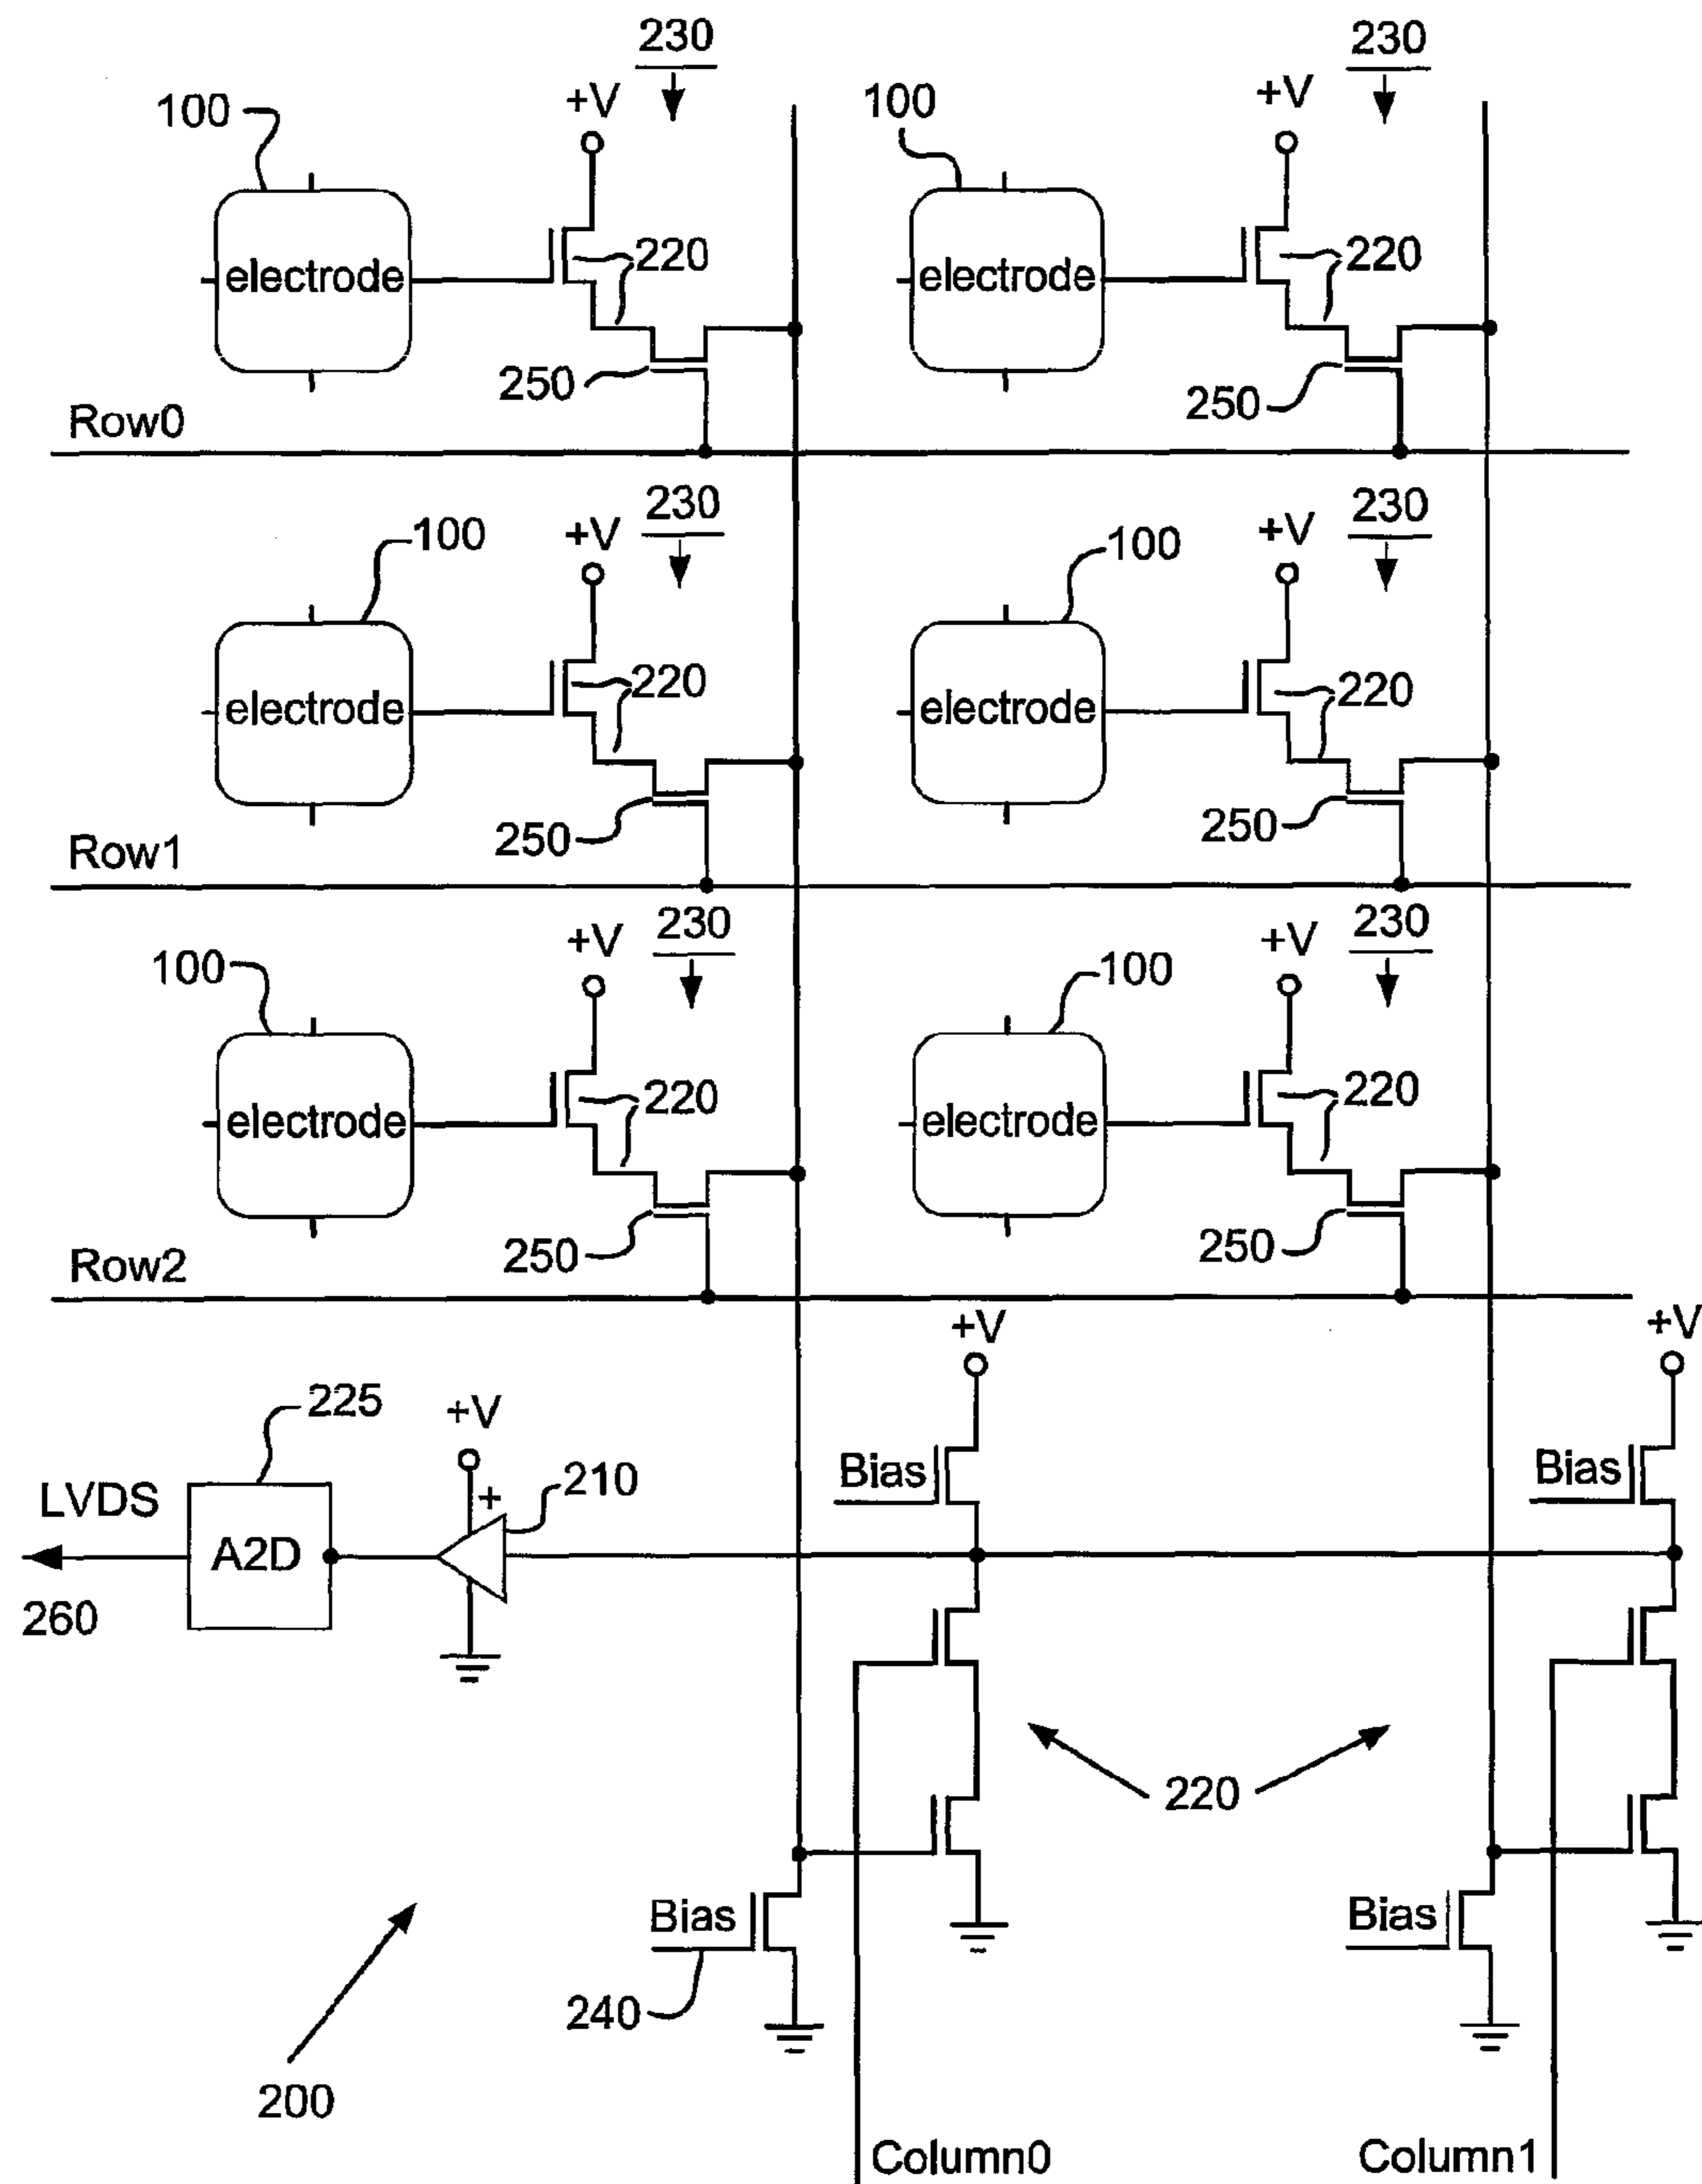 230 230
+V +V
100 100
electrode 220 electrode 220
250 250
Row0
230 230
100 +V 100 +V
electrode 220 electrode 220
250 250
Row1
230 230
100 +V 100 +V
electrode 220 electrode 220
250 250
Row2
+V +V
225 +V
Bias Bias
LVDS + 210
A2D
260
220
Bias Bias
240
200
Column0 Column1